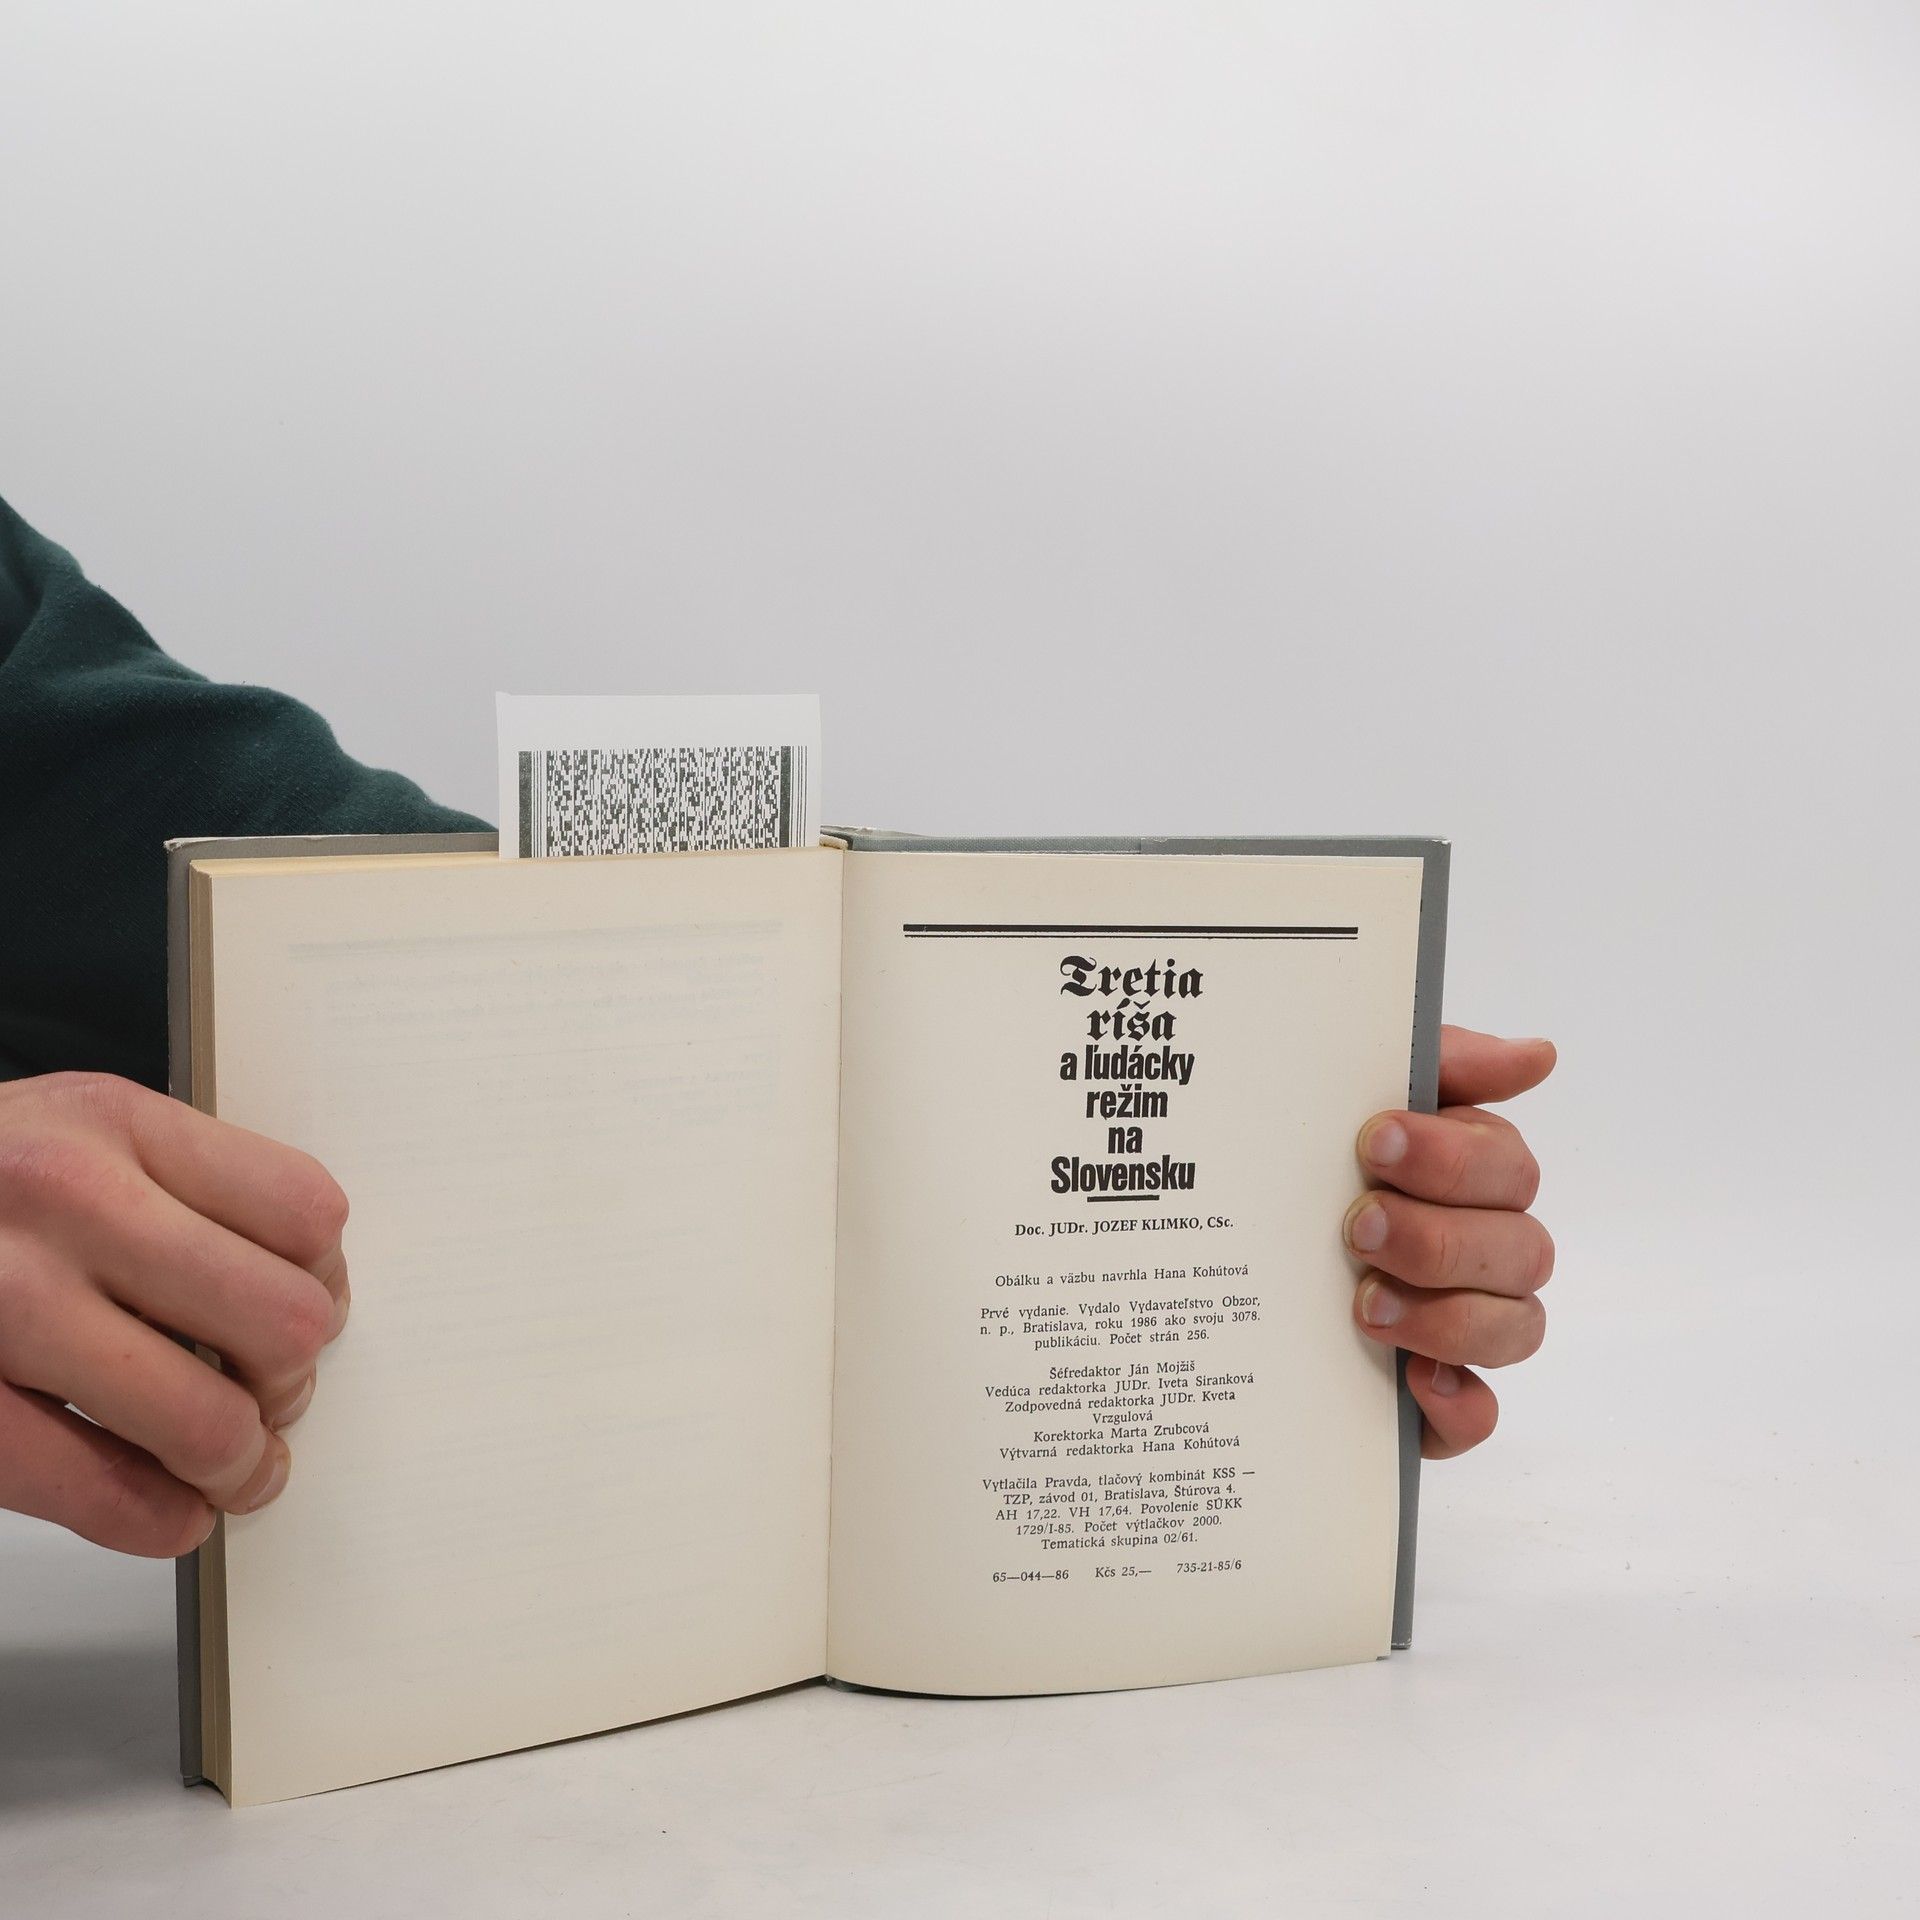 Tretia
ríša
a ľudácky
režim
na
Slovensku
Doc. JUDr. JOZEF KLIMKO, CSc.
Obálku a väzbu navrhla Hana Kohútová
Prvé vydanie. Vydalo Vydavateľstvo Obzor,
n. p., Bratislava, roku 1986 ako svoju 3078.
publikáciu. Počet strán 256.
Šéfredaktor Ján Mojžiš
Vedúca redaktorka JUDr. Iveta Siranková
Zodpovedná redaktorka JUDr. Kveta
Vrzgulová
Korektorka Marta Zrubcová
Výtvarná redaktorka Hana Kohútová
Vytlačila Pravda, tlačový kombinát KSS —
TZP, závod 01, Bratislava, Štúrova 4.
AH 17,22. VH 17,64. Povolenie SÚKK
1729/I-85. Počet výtlačkov 2000.
Tematická skupina 02/61.
65—044—86 Kčs 25,— 735-21-85/6